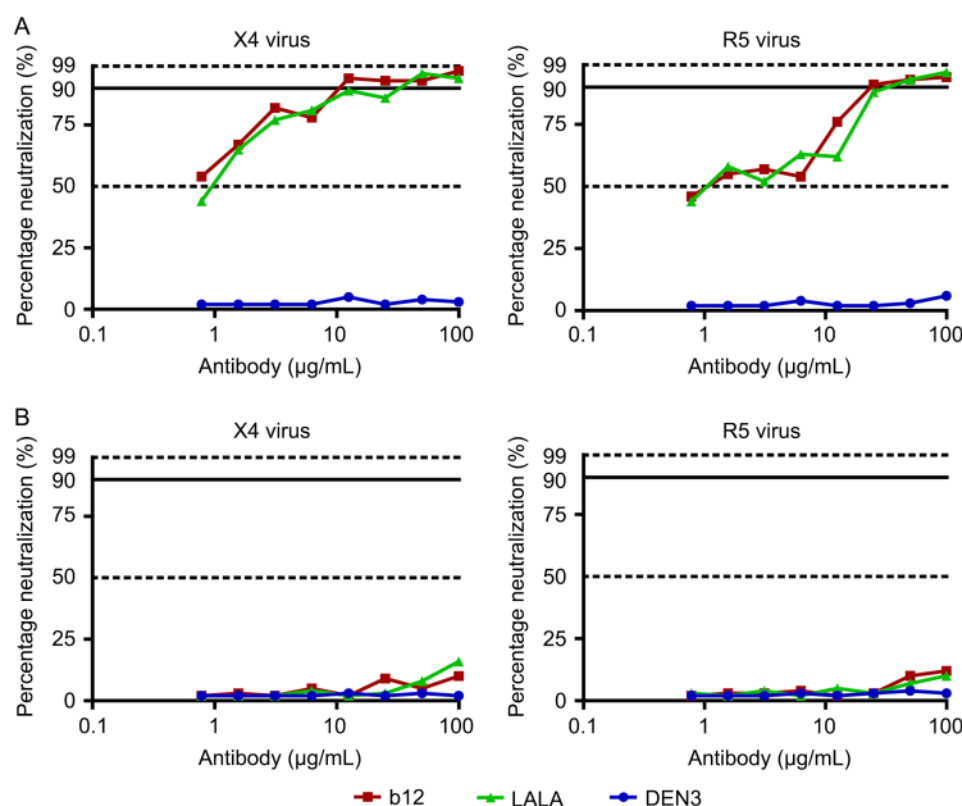 A
X4 virus
R5 virus
Percentage neutralization (%)
99
90
75
50
25
0
0.1
1
10
100
Antibody (µg/mL)
Percentage neutralization (%)
99
90
75
50
25
0
0.1
1
10
100
Antibody (µg/mL)
B
X4 virus
R5 virus
Percentage neutralization (%)
99
90
75
50
25
0
0.1
1
10
100
Antibody (µg/mL)
Percentage neutralization (%)
99
90
75
50
25
0
0.1
1
10
100
Antibody (µg/mL)
b12 LALA DEN3